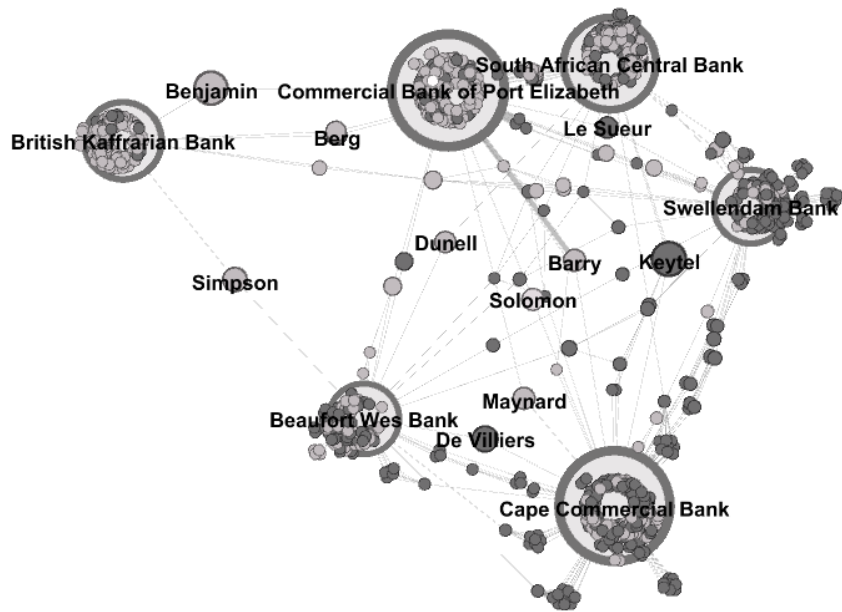 South African Central Bank
Benjamin
Commercial Bank of Port Elizabeth
British Kaffrarian Bank
Berg
Le Sueur
Swellendam Bank
Dunell
Barry
Keytel
Simpson
Solomon
Maynard
Beaufort Wes Bank
De Villiers
Cape Commercial Bank